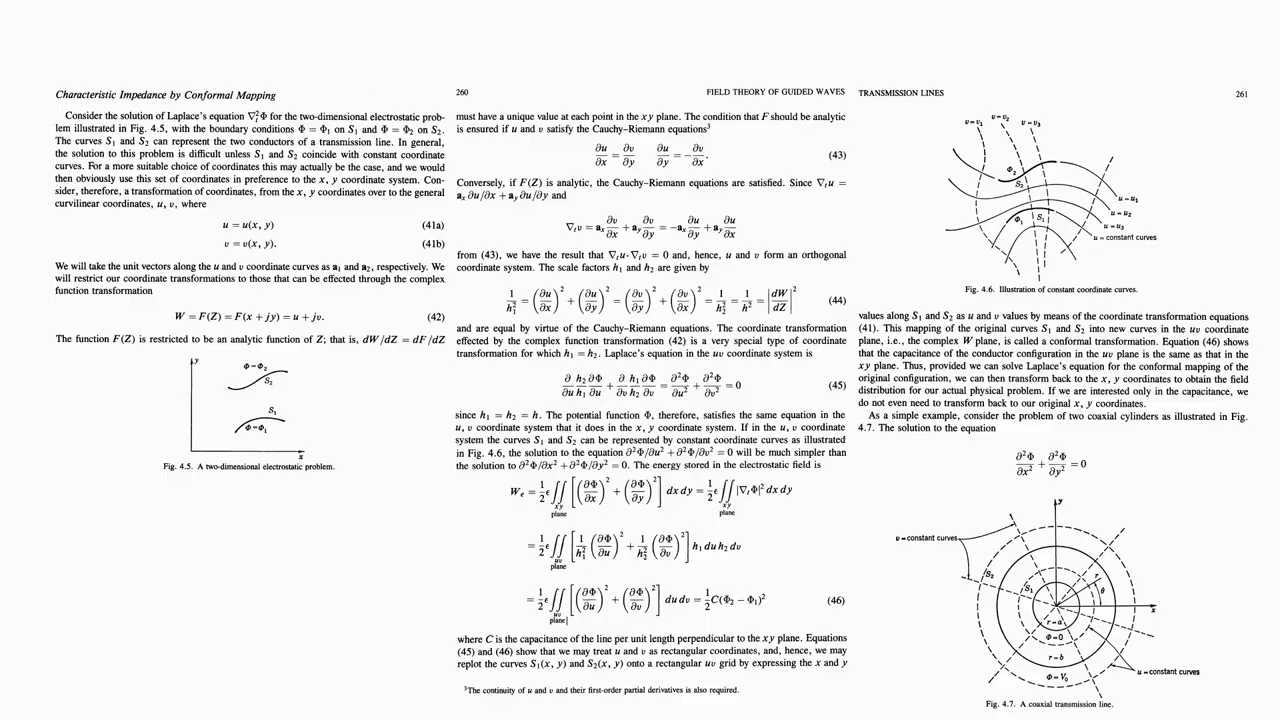 Characteristic Impedance by Conformal Mapping
Consider the solution of Laplace's equation ∇ₜ²Φ for the two-dimensional electrostatic prob-
lem illustrated in Fig. 4.5, with the boundary conditions Φ = Φ₁ on S₁ and Φ = Φ₂ on S₂.
The curves S₁ and S₂ can represent the two conductors of a transmission line. In general,
the solution to this problem is difficult unless S₁ and S₂ coincide with constant coordinate
curves. For a more suitable choice of coordinates this may actually be the case, and we would
then obviously use this set of coordinates in preference to the x, y coordinate system. Con-
sider, therefore, a transformation of coordinates, from the x, y coordinates over to the general
curvilinear coordinates, u, v, where
u = u(x, y) (41a)
v = v(x, y). (41b)
We will take the unit vectors along the u and v coordinate curves as a₁ and a₂, respectively. We
will restrict our coordinate transformations to those that can be effected through the complex
function transformation
W = F(Z) = F(x + jy) = u + jv. (42)
The function F(Z) is restricted to be an analytic function of Z; that is, dW/dZ = dF/dZ
y
Φ=Φ₂
S₂
S₁
Φ=Φ₁
x
Fig. 4.5. A two-dimensional electrostatic problem.
260 FIELD THEORY OF GUIDED WAVES
must have a unique value at each point in the xy plane. The condition that F should be analytic
is ensured if u and v satisfy the Cauchy–Riemann equations³
∂u/∂x = ∂v/∂y ∂u/∂y = −∂v/∂x. (43)
Conversely, if F(Z) is analytic, the Cauchy–Riemann equations are satisfied. Since ∇ₜu =
aₓ ∂u/∂x + a_y ∂u/∂y and
∇ₜv = aₓ ∂v/∂x + a_y ∂v/∂y = −aₓ ∂u/∂y + a_y ∂u/∂x
from (43), we have the result that ∇ₜu·∇ₜv = 0 and, hence, u and v form an orthogonal
coordinate system. The scale factors h₁ and h₂ are given by
1/h₁² = (∂u/∂x)² + (∂u/∂y)² = (∂v/∂y)² + (∂v/∂x)² = 1/h₂² = 1/h² = |dW/dZ|² (44)
and are equal by virtue of the Cauchy–Riemann equations. The coordinate transformation
effected by the complex function transformation (42) is a very special type of coordinate
transformation for which h₁ = h₂. Laplace's equation in the uv coordinate system is
∂/∂u h₂/h₁ ∂Φ/∂u + ∂/∂v h₁/h₂ ∂Φ/∂v = ∂²Φ/∂u² + ∂²Φ/∂v² = 0 (45)
since h₁ = h₂ = h. The potential function Φ, therefore, satisfies the same equation in the
u, v coordinate system that it does in the x, y coordinate system. If in the u, v coordinate
system the curves S₁ and S₂ can be represented by constant coordinate curves as illustrated
in Fig. 4.6, the solution to the equation ∂²Φ/∂u² + ∂²Φ/∂v² = 0 will be much simpler than
the solution to ∂²Φ/∂x² + ∂²Φ/∂y² = 0. The energy stored in the electrostatic field is
Wₑ = 1/2 ε ∬ [(∂Φ/∂x)² + (∂Φ/∂y)²] dx dy = 1/2 ε ∬ |∇ₜΦ|² dx dy
xy plane xy plane
= 1/2 ε ∬ [1/h₁² (∂Φ/∂u)² + 1/h₂² (∂Φ/∂v)²] h₁ du h₂ dv
uv plane
= 1/2 ε ∬ [(∂Φ/∂u)² + (∂Φ/∂v)²] du dv = 1/2 C(Φ₂ − Φ₁)² (46)
uv plane
where C is the capacitance of the line per unit length perpendicular to the xy plane. Equations
(45) and (46) show that we may treat u and v as rectangular coordinates, and, hence, we may
replot the curves S₁(x, y) and S₂(x, y) onto a rectangular uv grid by expressing the x and y
³The continuity of u and v and their first-order partial derivatives is also required.
TRANSMISSION LINES 261
v=v₁ v=v₂ v=v₃
Φ₂
S₂
Φ₁ S₁
u=u₁
u=u₂
u=u₃
u = constant curves
Fig. 4.6. Illustration of constant coordinate curves.
values along S₁ and S₂ as u and v values by means of the coordinate transformation equations
(41). This mapping of the original curves S₁ and S₂ into new curves in the uv coordinate
plane, i.e., the complex W plane, is called a conformal transformation. Equation (46) shows
that the capacitance of the conductor configuration in the uv plane is the same as that in the
xy plane. Thus, provided we can solve Laplace's equation for the conformal mapping of the
original configuration, we can then transform back to the x, y coordinates to obtain the field
distribution for our actual physical problem. If we are interested only in the capacitance, we
do not even need to transform back to our original x, y coordinates.
As a simple example, consider the problem of two coaxial cylinders as illustrated in Fig.
4.7. The solution to the equation
∂²Φ/∂x² + ∂²Φ/∂y² = 0
y
v=constant curves
S₂
S₁
r
θ
x
r=a
Φ=0
r=b
Φ=V₀
u=constant curves
Fig. 4.7. A coaxial transmission line.